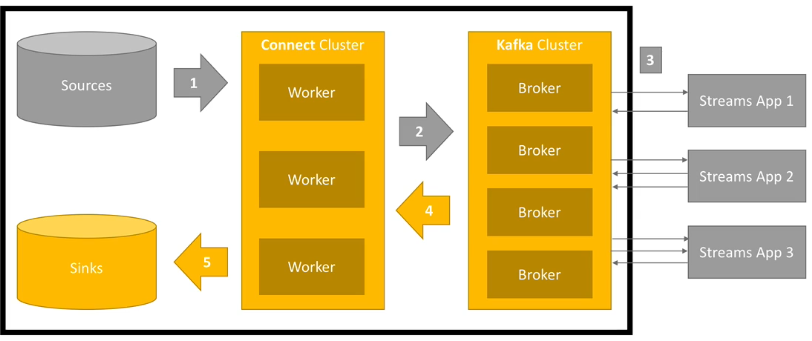 Connect Cluster
Kafka Cluster
3
Sources
1
Worker
Broker
Streams App 1
2
Broker
Worker
Streams App 2
4
Broker
Sinks
5
Worker
Broker
Streams App 3